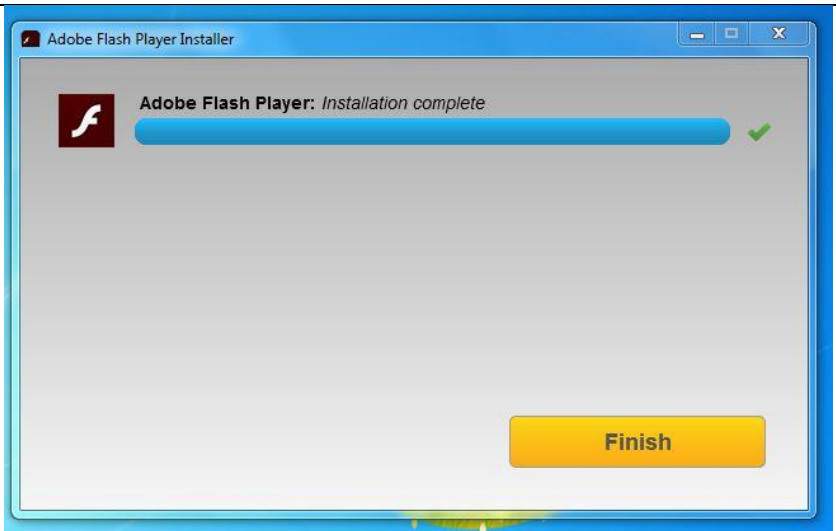 Adobe Flash Player Installer
Adobe Flash Player: Installation complete
Finish